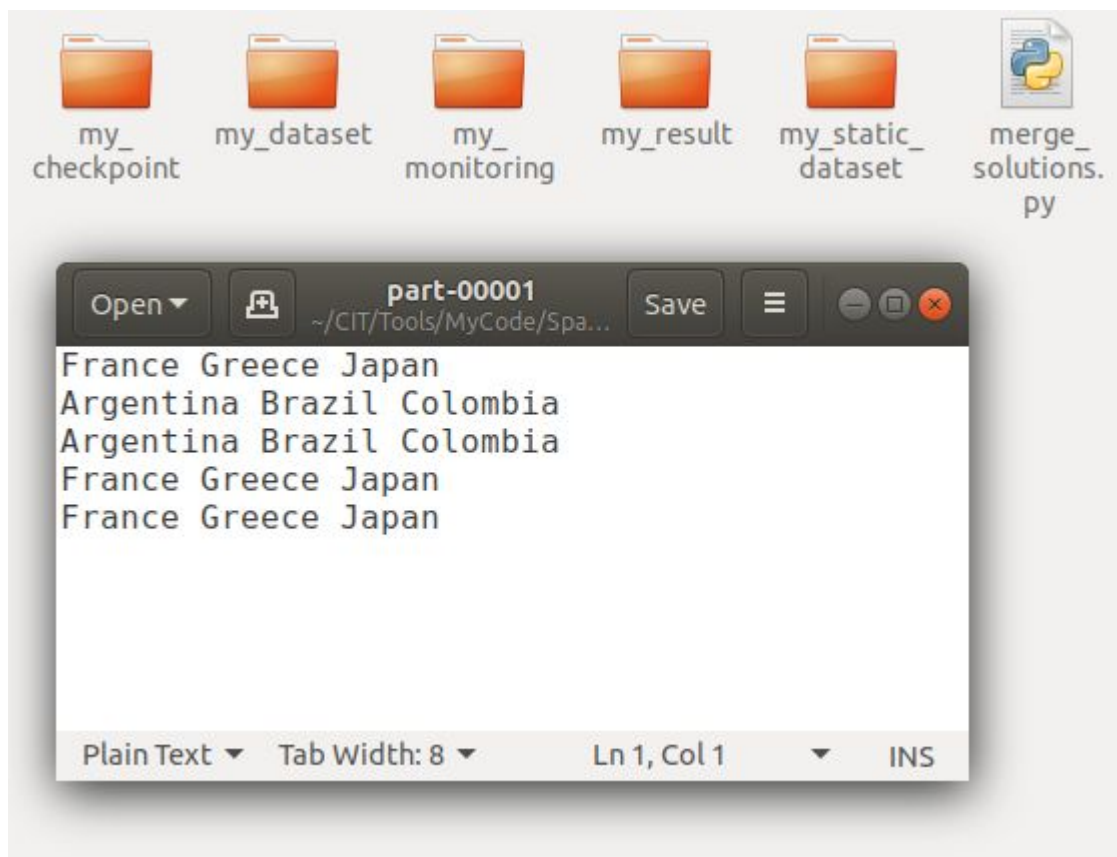 my_
checkpoint
my_dataset
my_
monitoring
my_result
my_static_
dataset
merge_
solutions.
py
Open
part-00001
~/CIT/Tools/MyCode/Spa...
Save
France Greece Japan
Argentina Brazil Colombia
Argentina Brazil Colombia
France Greece Japan
France Greece Japan
Plain Text Tab Width: 8 Ln 1, Col 1 INS